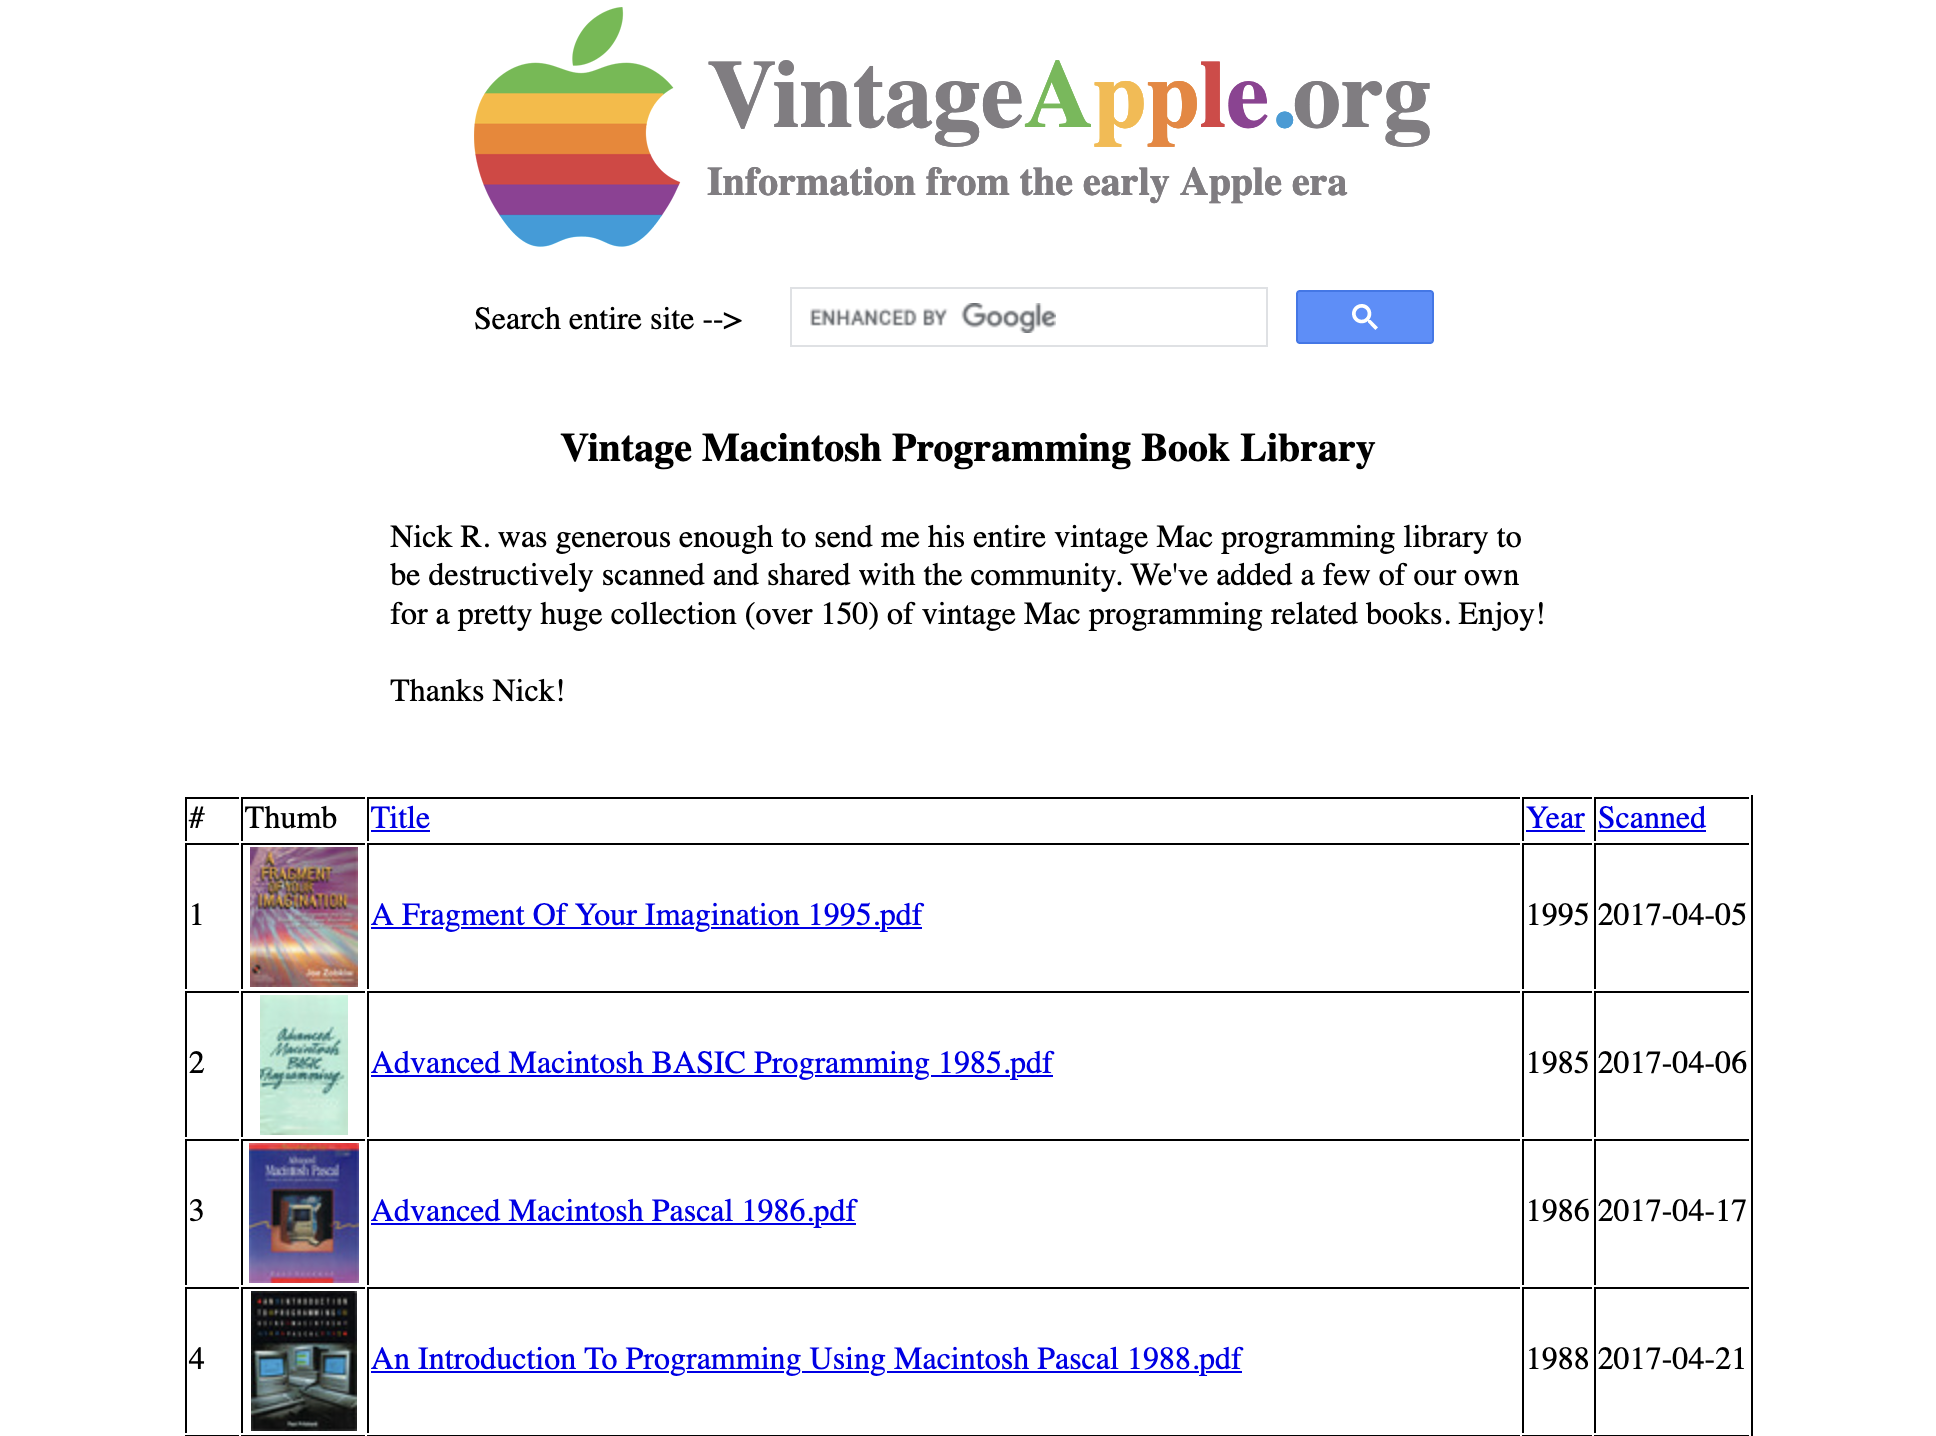 VintageApple.org
Information from the early Apple era
Search entire site -->
ENHANCED BY Google
Vintage Macintosh Programming Book Library
Nick R. was generous enough to send me his entire vintage Mac programming library to
be destructively scanned and shared with the community. We've added a few of our own
for a pretty huge collection (over 150) of vintage Mac programming related books. Enjoy!
Thanks Nick!
# Thumb Title Year Scanned
A
FRAGMENT
OF YOUR
IMAGINATION
Joe Zobkiw
1 A Fragment Of Your Imagination 1995.pdf 1995 2017-04-05
Advanced
Macintosh
BASIC
Programming
2 Advanced Macintosh BASIC Programming 1985.pdf 1985 2017-04-06
Advanced
Macintosh Pascal
3 Advanced Macintosh Pascal 1986.pdf 1986 2017-04-17
AN INTRODUCTION
TO PROGRAMMING
USING MACINTOSH
PASCAL
4 An Introduction To Programming Using Macintosh Pascal 1988.pdf 1988 2017-04-21